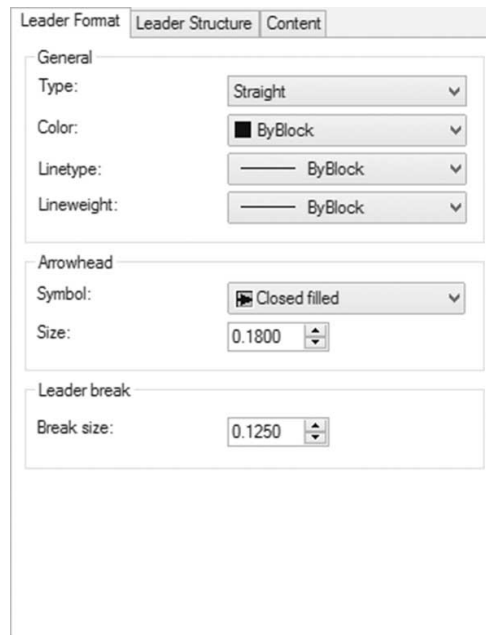 Leader Format Leader Structure Content
General
Type: Straight
Color: ByBlock
Linetype: ByBlock
Lineweight: ByBlock
Arrowhead
Symbol: Closed filled
Size: 0.1800
Leader break
Break size: 0.1250